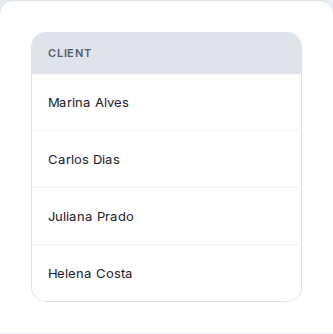 CLIENT
Marina Alves
Carlos Dias
Juliana Prado
Helena Costa